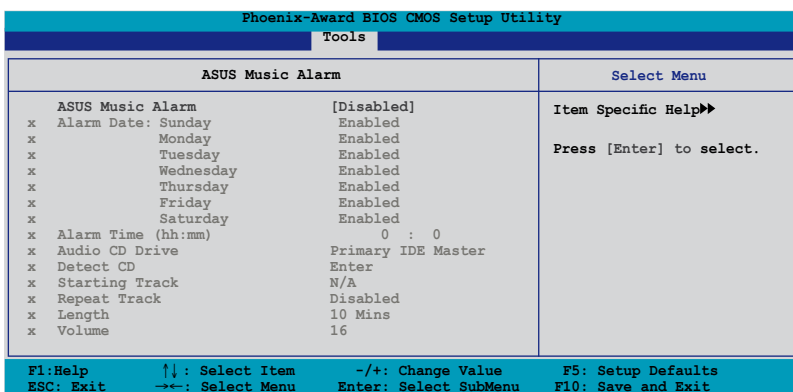 Phoenix-Award BIOS CMOS Setup Utility
Tools
ASUS Music Alarm
Select Menu
ASUS Music Alarm [Disabled]
x Alarm Date: Sunday Enabled
x Monday Enabled
x Tuesday Enabled
x Wednesday Enabled
x Thursday Enabled
x Friday Enabled
x Saturday Enabled
x Alarm Time (hh:mm) 0 : 0
x Audio CD Drive Primary IDE Master
x Detect CD Enter
x Starting Track N/A
x Repeat Track Disabled
x Length 10 Mins
x Volume 16
Item Specific Help▶▶
Press [Enter] to select.
F1:Help ↑↓ : Select Item -/+: Change Value F5: Setup Defaults
ESC: Exit →←: Select Menu Enter: Select SubMenu F10: Save and Exit